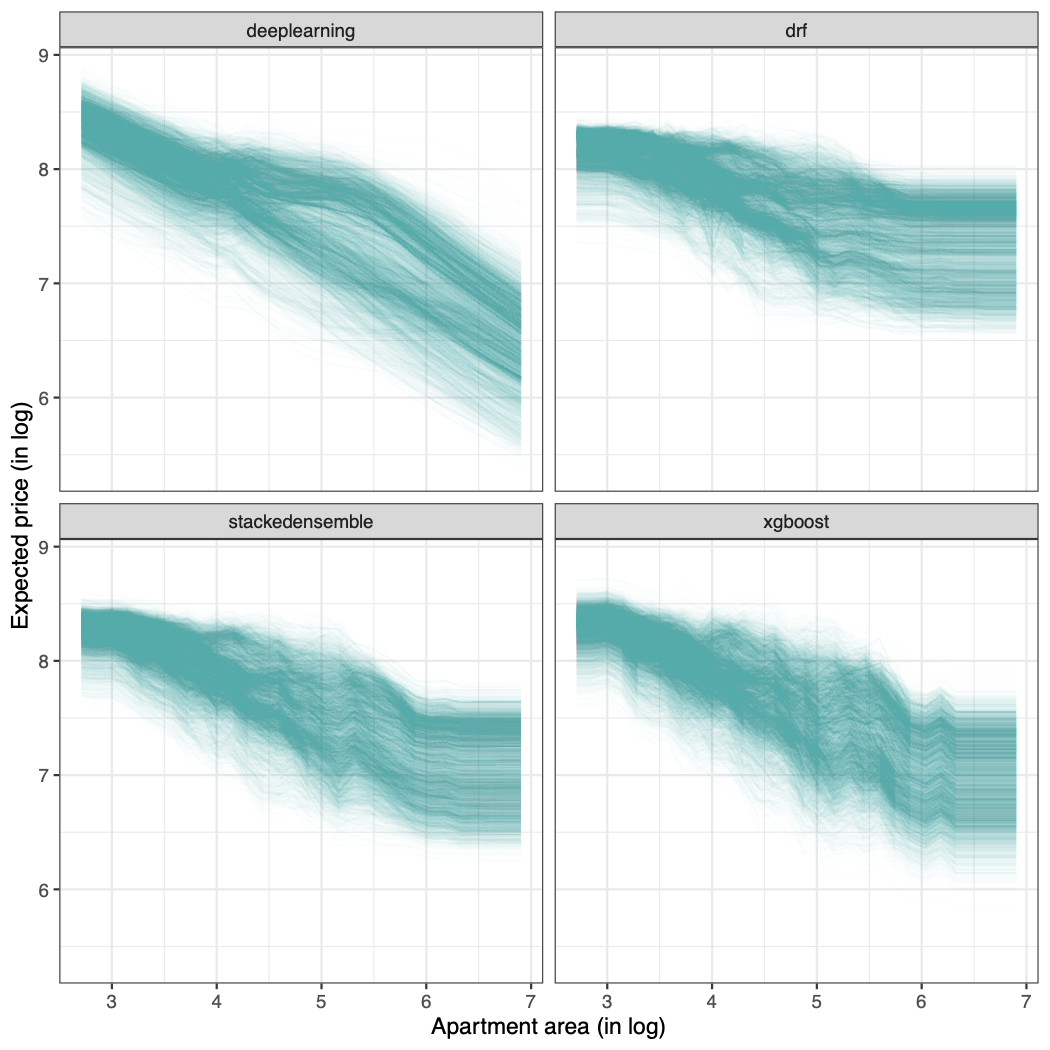 deeplearning
drf
9
8
7
6
stackedensemble
xgboost
9
8
7
6
3 4 5 6 7
3 4 5 6 7
Expected price (in log)
Apartment area (in log)